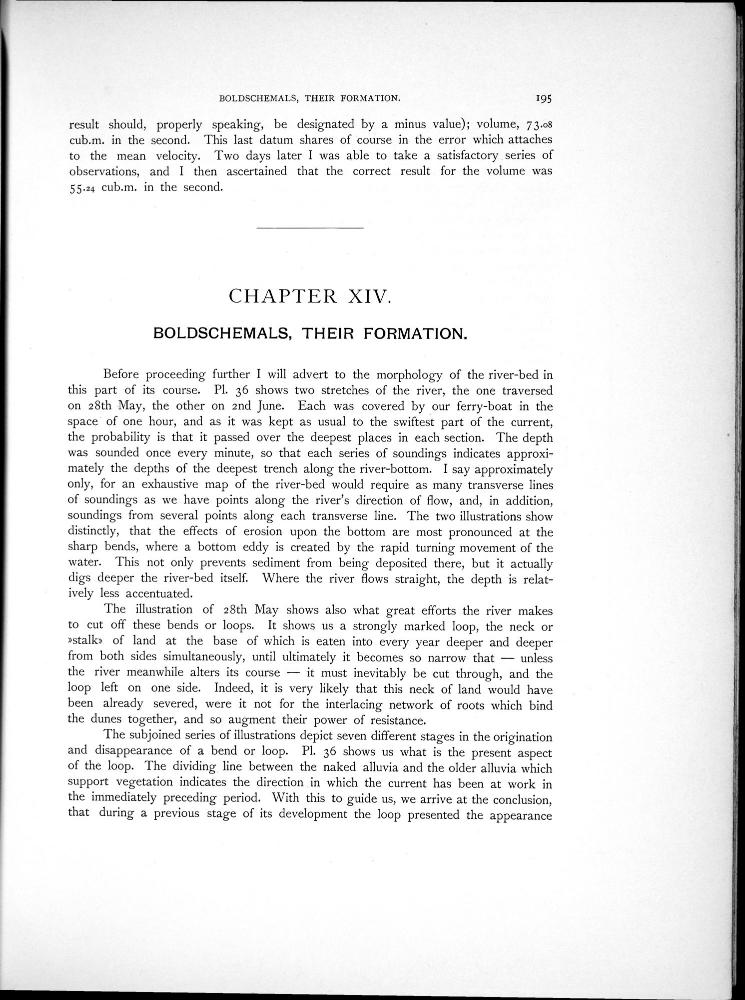 BOLDSCHEMALS, THEIR FORMATION. 195
result should, properly speaking, be designated by a minus value); volume, 73.08
cub.m. in the second. This last datum shares of course in the error which attaches
to the mean velocity. Two days later I was able to take a satisfactory series of
observations, and I then ascertained that the correct result for the volume was
55.24 cub.m. in the second.
CHAPTER XIV.
BOLDSCHEMALS, THEIR FORMATION.
Before proceeding further I will advert to the morphology of the river-bed in
this part of its course. Pl. 36 shows two stretches of the river, the one traversed
on 28th May, the other on 2nd June. Each was covered by our ferry-boat in the
space of one hour, and as it was kept as usual to the swiftest part of the current,
the probability is that it passed over the deepest places in each section. The depth
was sounded once every minute, so that each series of soundings indicates approxi-
mately the depths of the deepest trench along the river-bottom. I say approximately
only, for an exhaustive map of the river-bed would require as many transverse lines
of soundings as we have points along the river's direction of flow, and, in addition,
soundings from several points along each transverse line. The two illustrations show
distinctly, that the effects of erosion upon the bottom are most pronounced at the
sharp bends, where a bottom eddy is created by the rapid turning movement of the
water. This not only prevents sediment from being deposited there, but it actually
digs deeper the river-bed itself. Where the river flows straight, the depth is relat-
ively less accentuated.
The illustration of 28th May shows also what great efforts the river makes
to cut off these bends or loops. It shows us a strongly marked loop, the neck or
»stalk» of land at the base of which is eaten into every year deeper and deeper
from both sides simultaneously, until ultimately it becomes so narrow that — unless
the river meanwhile alters its course — it must inevitably be cut through, and the
loop left on one side. Indeed, it is very likely that this neck of land would have
been already severed, were it not for the interlacing network of roots which bind
the dunes together, and so augment their power of resistance.
The subjoined series of illustrations depict seven different stages in the origination
and disappearance of a bend or loop. Pl. 36 shows us what is the present aspect
of the loop. The dividing line between the naked alluvia and the older alluvia which
support vegetation indicates the direction in which the current has been at work in
the immediately preceding period. With this to guide us, we arrive at the conclusion,
that during a previous stage of its development the loop presented the appearance